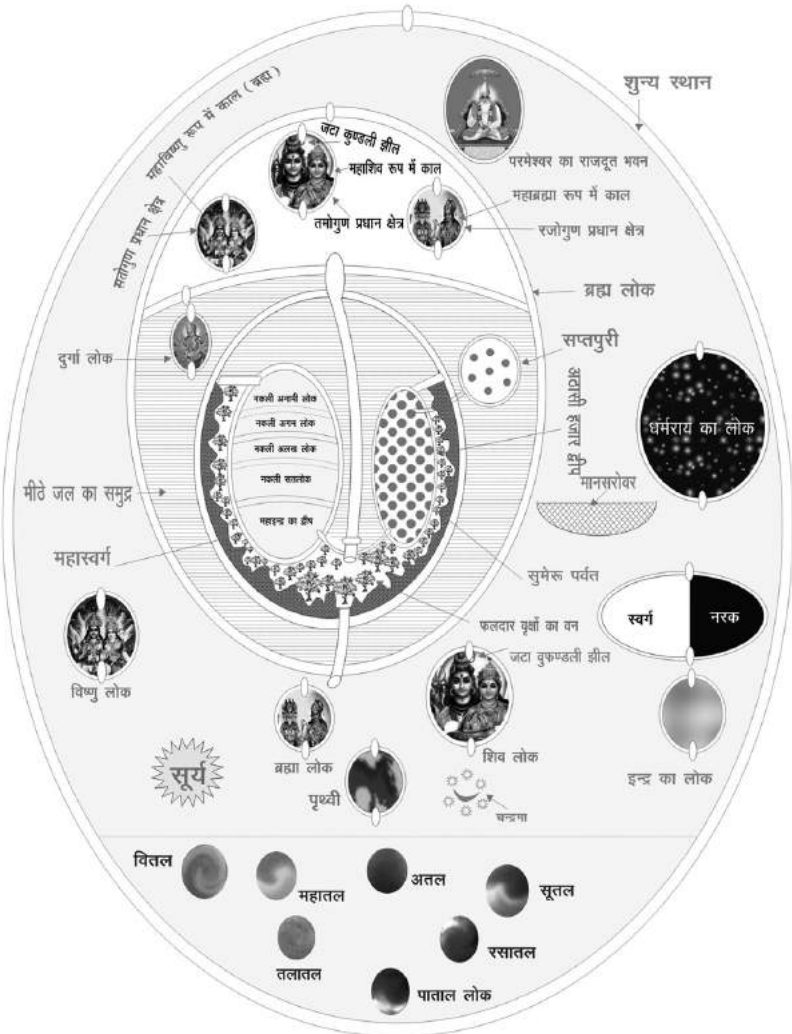 शुन्य स्थान
महाविष्णु रूप में काल (ब्रह्म)
जटा कुण्डली झील
परमेश्वर का राजदूत भवन
महाशिव रूप में काल
महाब्रह्मा रूप में काल
सतोगुण प्रधान क्षेत्र
तमोगुण प्रधान क्षेत्र
रजोगुण प्रधान क्षेत्र
ब्रह्म लोक
सप्तपुरी
दुर्गा लोक
अठासी हजार द्वीप
नकली अनामी लोक
नकली अगम लोक
नकली अलख लोक
नकली सतलोक
महाइन्द्र का द्वीप
धर्मराय का लोक
मानसरोवर
मीठे जल का समुद्र
महास्वर्ग
सुमेरू पर्वत
फलदार वृक्षों का वन
स्वर्ग
नरक
जटा वुफण्डली झील
विष्णु लोक
ब्रह्मा लोक
शिव लोक
इन्द्र का लोक
सूर्य
पृथ्वी
चन्द्रमा
वितल
महातल
अतल
सूतल
तलातल
रसातल
पाताल लोक